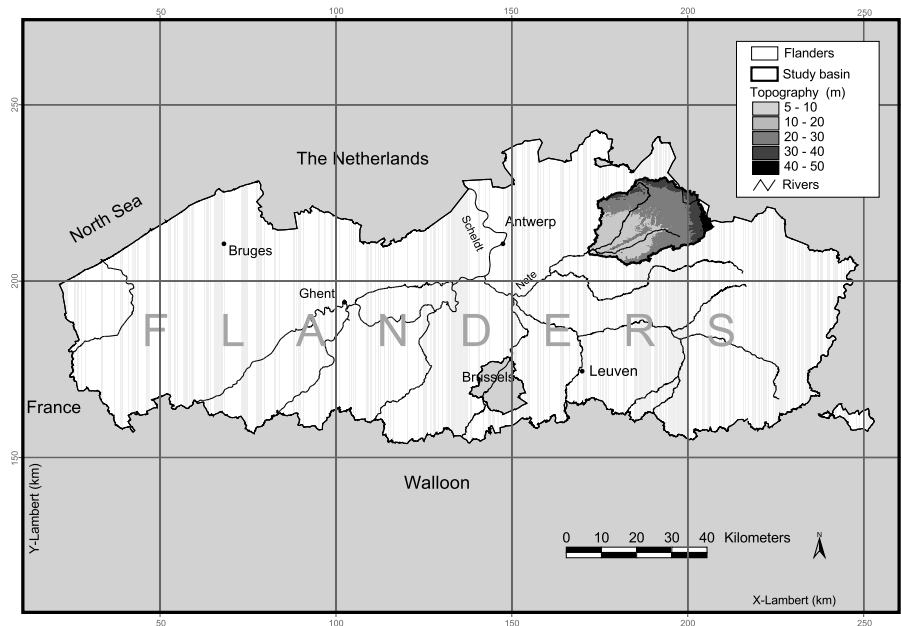 50 100 150 200 250
Flanders
Study basin
Topography (m)
5 - 10
10 - 20
20 - 30
30 - 40
40 - 50
Rivers
250
The Netherlands
North Sea
Scheldt
Antwerp
Bruges
200
Nete
Ghent
FLANDERS
Brussels
Leuven
France
150
Walloon
Y-Lambert (km)
0 10 20 30 40 Kilometers
N
X-Lambert (km)
50 100 150 200 250